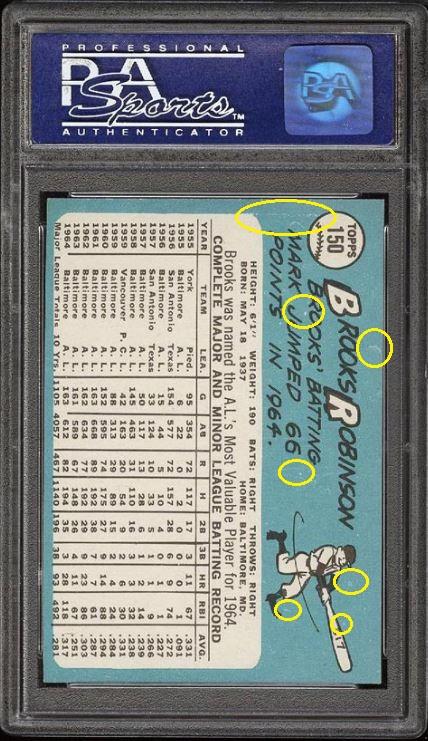 PROFESSIONAL
PSA
Sports™
AUTHENTICATOR
PSA
TOPPS
150
BROOKS ROBINSON
BROOKS' BATTING
MARK JUMPED 66
POINTS IN 1964.
HEIGHT: 6'1" WEIGHT: 190 BATS: RIGHT THROWS: RIGHT
BORN: MAY 18 1937 HOME: BALTIMORE, MD.
Brooks was named the A.L.'s Most Valuable Player for 1964.
COMPLETE MAJOR AND MINOR LEAGUE BATTING RECORD
YEAR TEAM LEA. G AB R H 2B 3B HR RBI AVG.
1955 York Pied. 95 354 72 117 17 3 11 67 .331
1955 Baltimore A. L. 6 22 0 2 0 0 0 1 .091
1956 San Antonio Texas 154 577 71 157 28 6 9 74 .272
1956 Baltimore A. L. 15 44 5 10 4 0 1 1 .227
1957 San Antonio Texas 33 124 10 33 6 0 1 9 .266
1957 Baltimore A. L. 50 117 13 28 6 1 2 14 .239
1958 Baltimore A. L. 145 463 31 110 16 3 3 32 .238
1959 Vancouver P. C. L. 42 163 20 54 12 2 6 30 .331
1959 Baltimore A. L. 88 313 29 89 15 2 4 24 .284
1960 Baltimore A. L. 152 595 74 175 27 9 14 88 .294
1961 Baltimore A. L. 163 668 89 192 38 7 7 61 .287
1962 Baltimore A. L. 162 634 77 192 29 9 23 86 .303
1963 Baltimore A. L. 161 589 67 148 26 4 11 67 .251
1964 Baltimore A. L. 163 612 82 194 35 3 28 118 .317
Major League Totals 10 Yrs. 1105 4057 467 1140 196 38 93 492 .281